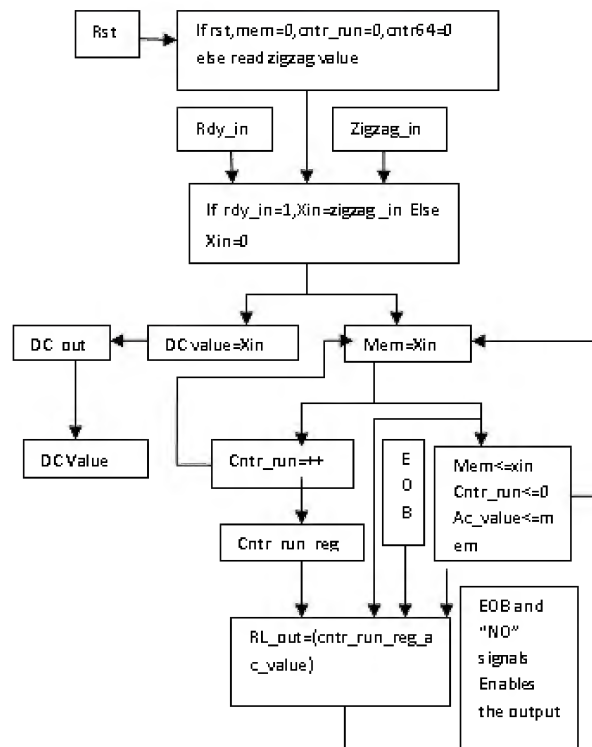 Rst
If rst,mem=0,cntr_run=0,cntr64=0
else read zigzag value
Rdy_in
Zigzag_in
If rdy_in=1,Xin=zigzag_in Else
Xin=0
DC out
DC value=Xin
Mem=Xin
DC Value
Cntr_run=++
E
O
B
Mem<=xin
Cntr_run<=0
Ac_value<=m
em
Cntr run reg
RL_out=(cntr_run_reg_a
c_value)
EOB and
“NO”
signals
Enables
the output